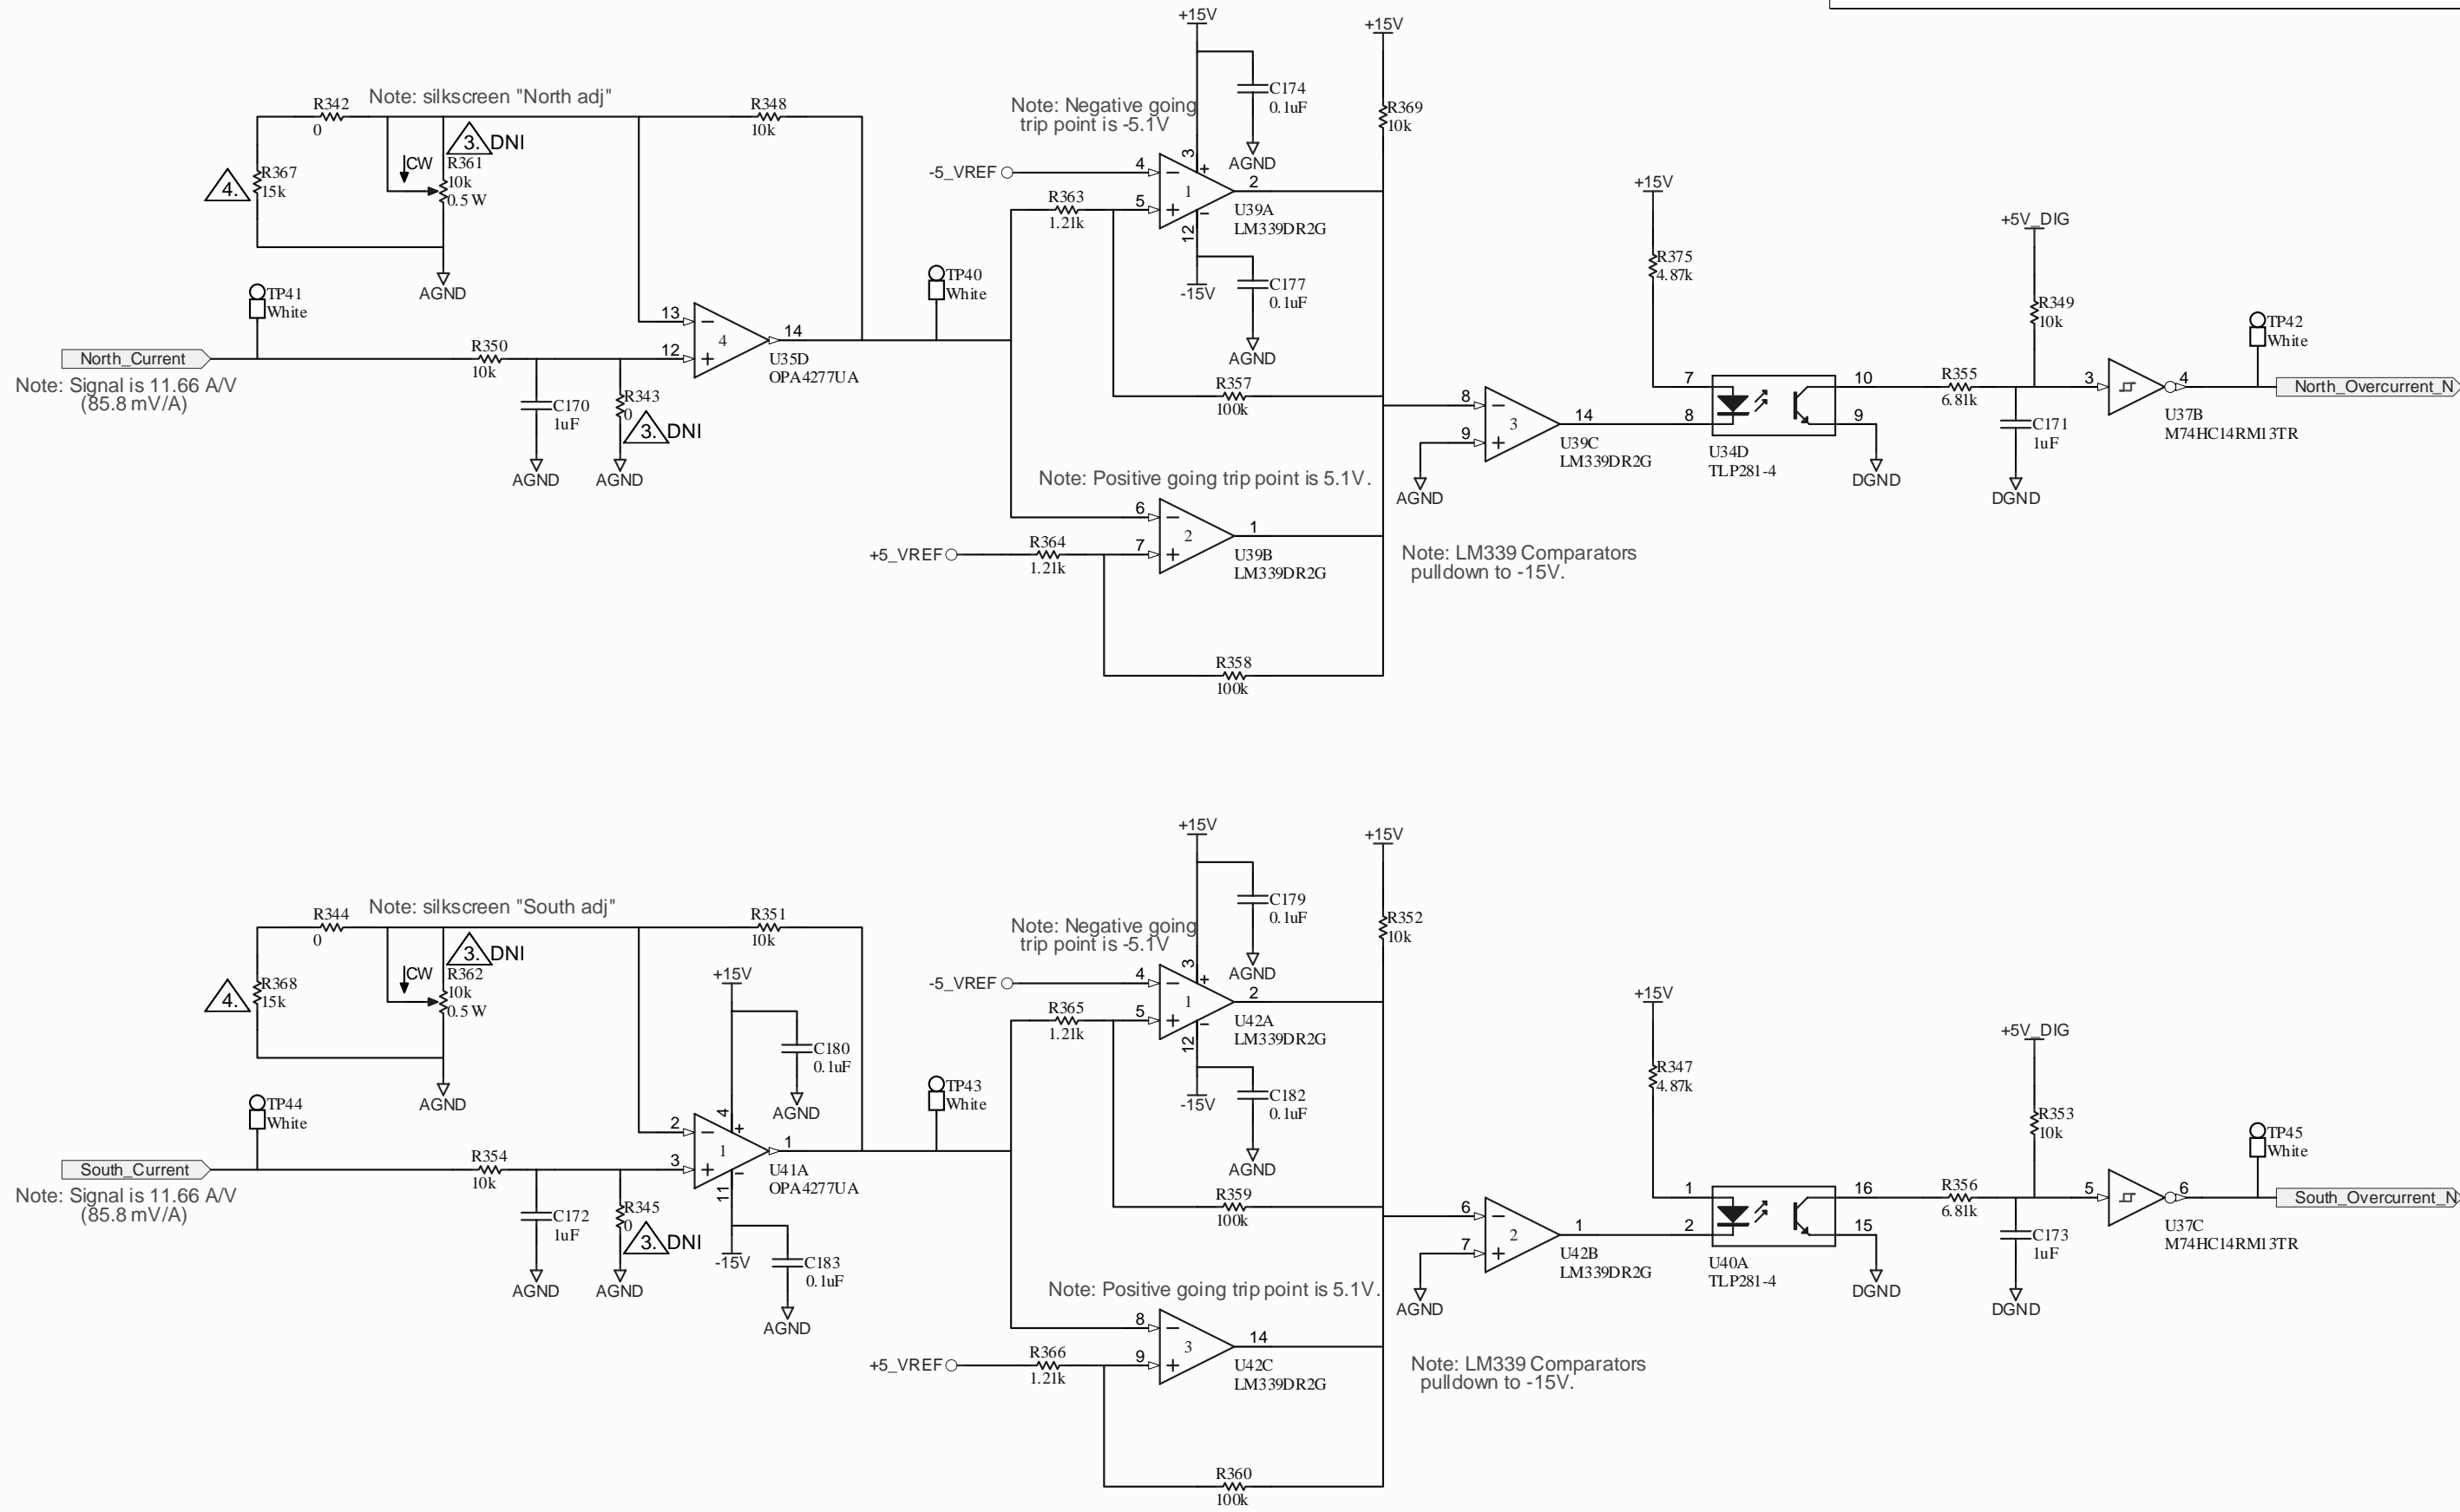 +15V
+15V
C174
0.1uF
Note: Negative going
trip point is -5.1V
R369
10k
R342
0
Note: silkscreen "North adj"
R348
10k
3.
DNI
CW
R361
10k
0.5 W
4.
R367
15k
AGND
AGND
-5_VREF
4
3
+
−
1
2
R363
1.21k
5
+
−
12
U39A
LM339DR2G
+15V
R375
4.87k
+5V_DIG
R349
10k
TP41
White
TP40
White
-15V
C177
0.1uF
AGND
13
−
4
14
12
+
U35D
OPA4277UA
North_Current
Note: Signal is 11.66 A/V
(85.8 mV/A)
R350
10k
C170
1uF
R343
0
3.
DNI
AGND
AGND
R357
100k
8
−
3
14
9
+
U39C
LM339DR2G
AGND
7
8
10
9
U34D
TLP281-4
DGND
R355
6.81k
C171
1uF
DGND
3
4
U37B
M74HC14RM13TR
TP42
White
North_Overcurrent_N
Note: Positive going trip point is 5.1V.
6
−
2
1
+5_VREF
R364
1.21k
7
+
U39B
LM339DR2G
Note: LM339 Comparators
pulldown to -15V.
R358
100k
+15V
+15V
C179
0.1uF
Note: Negative going
trip point is -5.1V
R352
10k
R344
0
Note: silkscreen "South adj"
R351
10k
3.
DNI
CW
R362
10k
0.5 W
4.
R368
15k
AGND
+15V
C180
0.1uF
AGND
AGND
-5_VREF
4
3
+
−
1
2
R365
1.21k
5
+
−
12
U42A
LM339DR2G
+15V
R347
4.87k
+5V_DIG
R353
10k
TP44
White
TP43
White
-15V
C182
0.1uF
AGND
2
−
4
+
1
1
3
+
−
11
U41A
OPA4277UA
South_Current
Note: Signal is 11.66 A/V
(85.8 mV/A)
R354
10k
C172
1uF
R345
0
3.
DNI
AGND
AGND
-15V
C183
0.1uF
AGND
R359
100k
6
−
2
1
7
+
U42B
LM339DR2G
AGND
1
2
16
15
U40A
TLP281-4
DGND
R356
6.81k
C173
1uF
DGND
5
6
U37C
M74HC14RM13TR
TP45
White
South_Overcurrent_N
Note: Positive going trip point is 5.1V.
8
−
3
14
+5_VREF
R366
1.21k
9
+
U42C
LM339DR2G
Note: LM339 Comparators
pulldown to -15V.
R360
100k